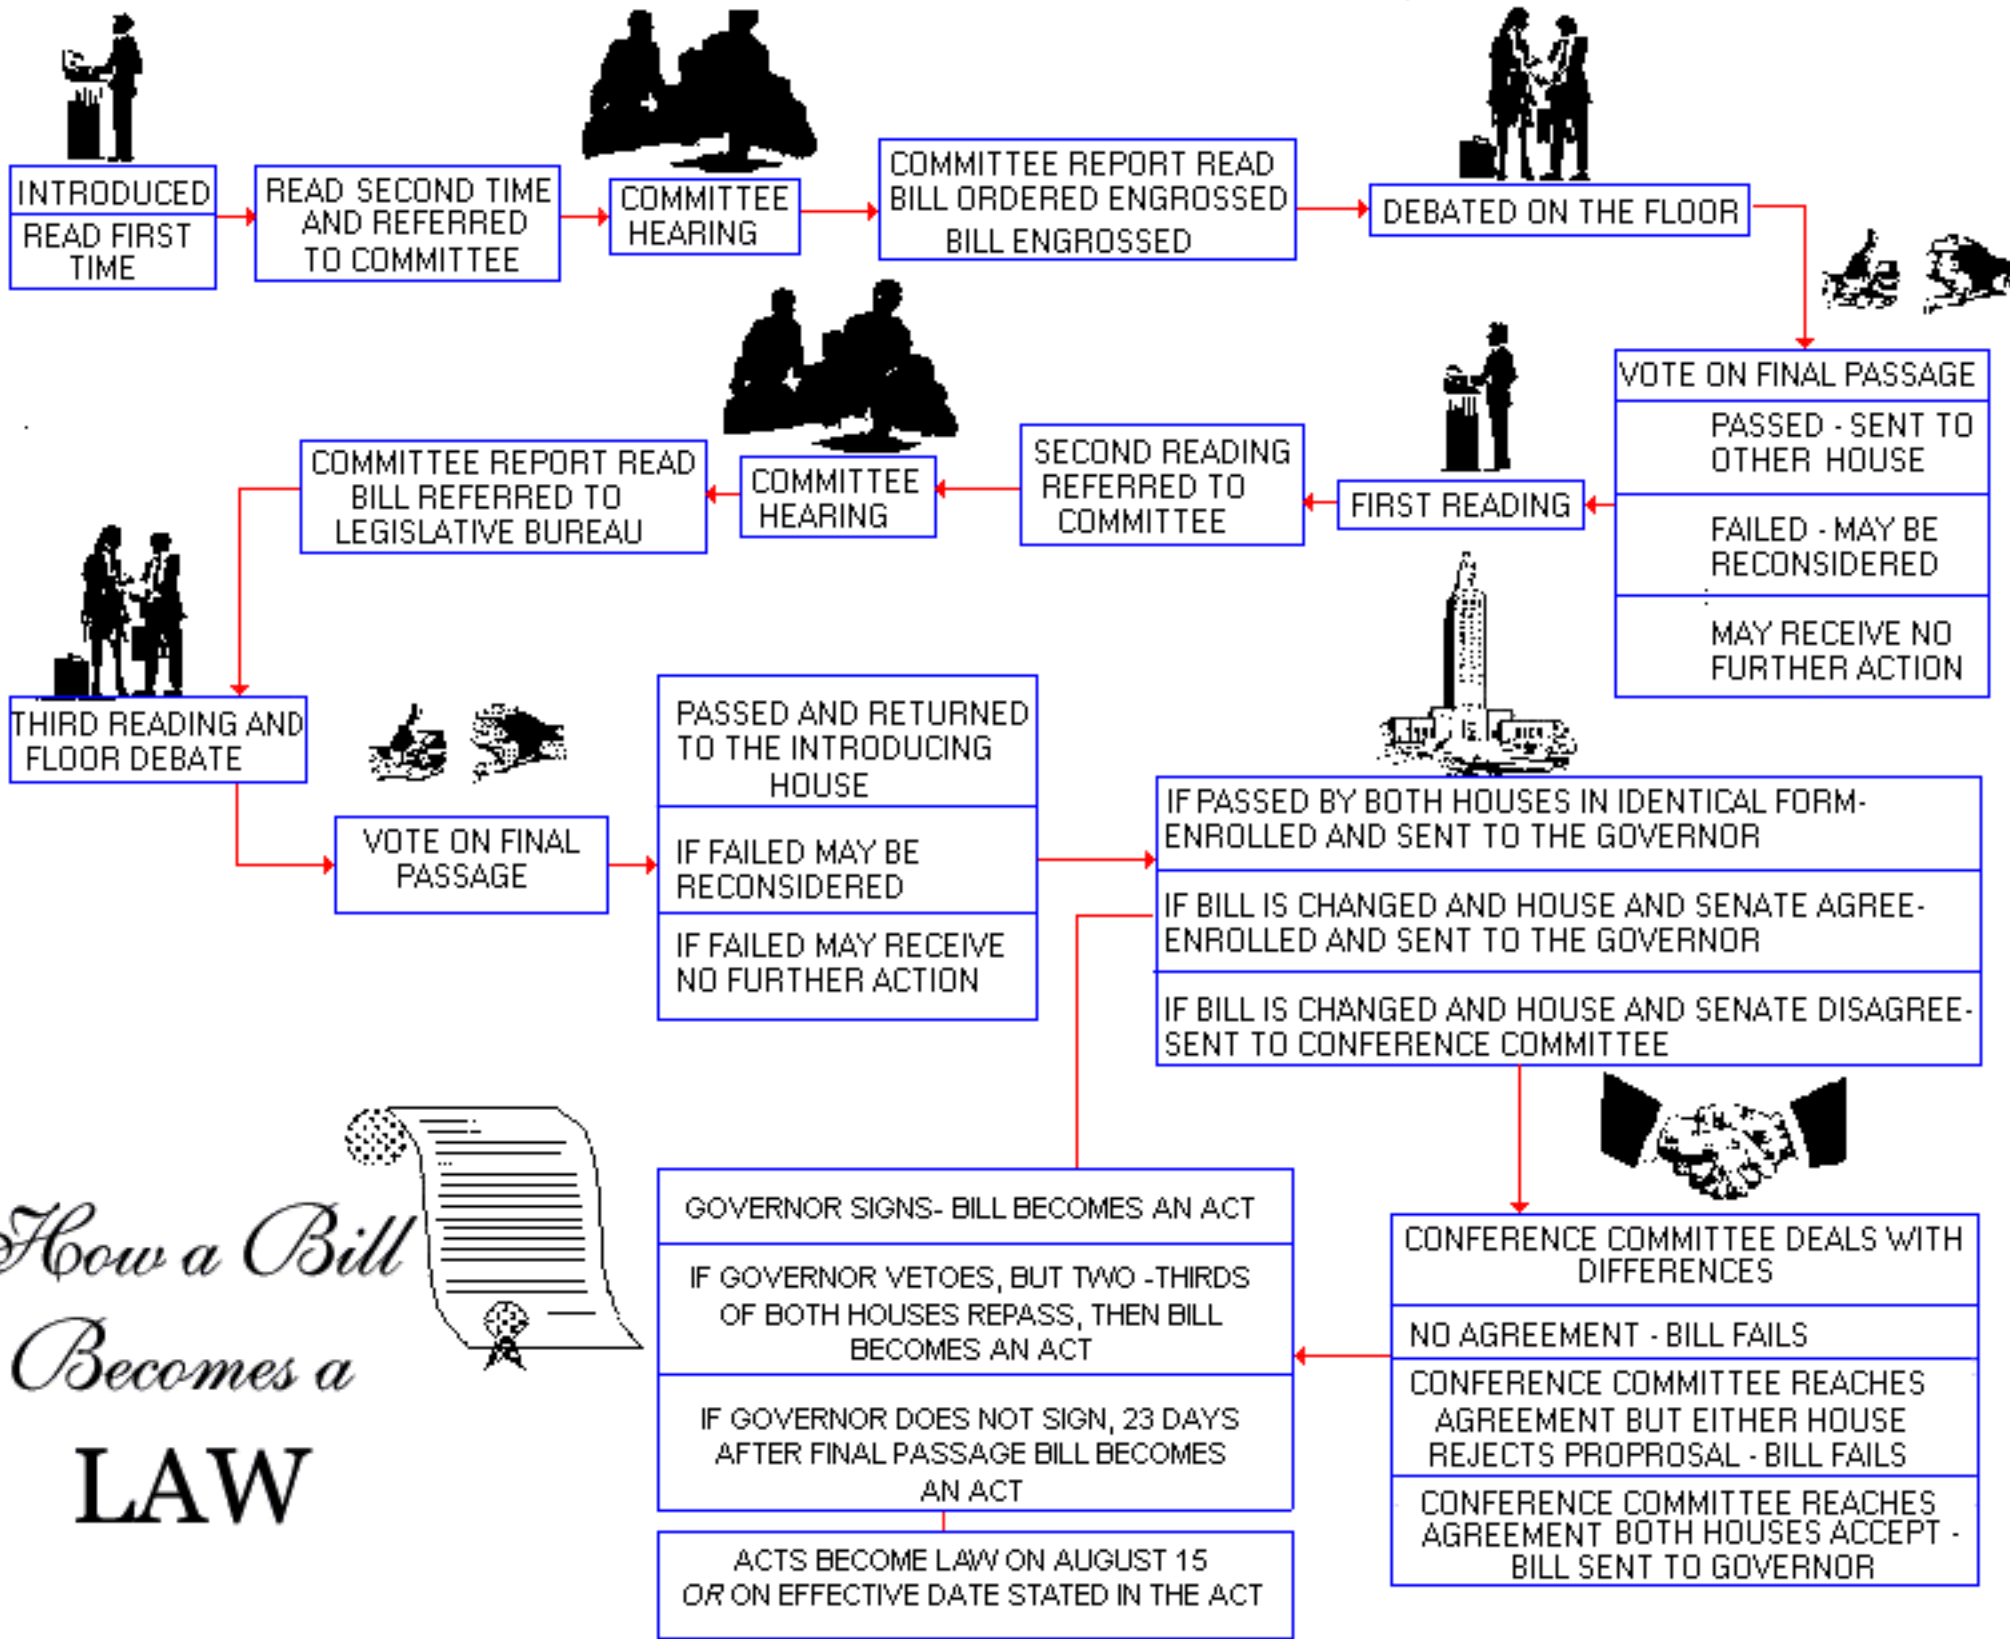 INTRODUCED
READ FIRST
TIME
READ SECOND TIME
AND REFERRED
TO COMMITTEE
COMMITTEE
HEARING
COMMITTEE REPORT READ
BILL ORDERED ENGROSSED
BILL ENGROSSED
DEBATED ON THE FLOOR
VOTE ON FINAL PASSAGE
PASSED - SENT TO
OTHER HOUSE
FAILED - MAY BE
RECONSIDERED
MAY RECEIVE NO
FURTHER ACTION
FIRST READING
SECOND READING
REFERRED TO
COMMITTEE
COMMITTEE
HEARING
COMMITTEE REPORT READ
BILL REFERRED TO
LEGISLATIVE BUREAU
THIRD READING AND
FLOOR DEBATE
VOTE ON FINAL
PASSAGE
PASSED AND RETURNED
TO THE INTRODUCING
HOUSE
IF FAILED MAY BE
RECONSIDERED
IF FAILED MAY RECEIVE
NO FURTHER ACTION
IF PASSED BY BOTH HOUSES IN IDENTICAL FORM-
ENROLLED AND SENT TO THE GOVERNOR
IF BILL IS CHANGED AND HOUSE AND SENATE AGREE-
ENROLLED AND SENT TO THE GOVERNOR
IF BILL IS CHANGED AND HOUSE AND SENATE DISAGREE-
SENT TO CONFERENCE COMMITTEE
CONFERENCE COMMITTEE DEALS WITH
DIFFERENCES
NO AGREEMENT - BILL FAILS
CONFERENCE COMMITTEE REACHES
AGREEMENT BUT EITHER HOUSE
REJECTS PROPROSAL - BILL FAILS
CONFERENCE COMMITTEE REACHES
AGREEMENT BOTH HOUSES ACCEPT -
BILL SENT TO GOVERNOR
GOVERNOR SIGNS- BILL BECOMES AN ACT
IF GOVERNOR VETOES, BUT TWO -THIRDS
OF BOTH HOUSES REPASS, THEN BILL
BECOMES AN ACT
IF GOVERNOR DOES NOT SIGN, 23 DAYS
AFTER FINAL PASSAGE BILL BECOMES
AN ACT
ACTS BECOME LAW ON AUGUST 15
OR ON EFFECTIVE DATE STATED IN THE ACT
How a Bill
Becomes a
LAW